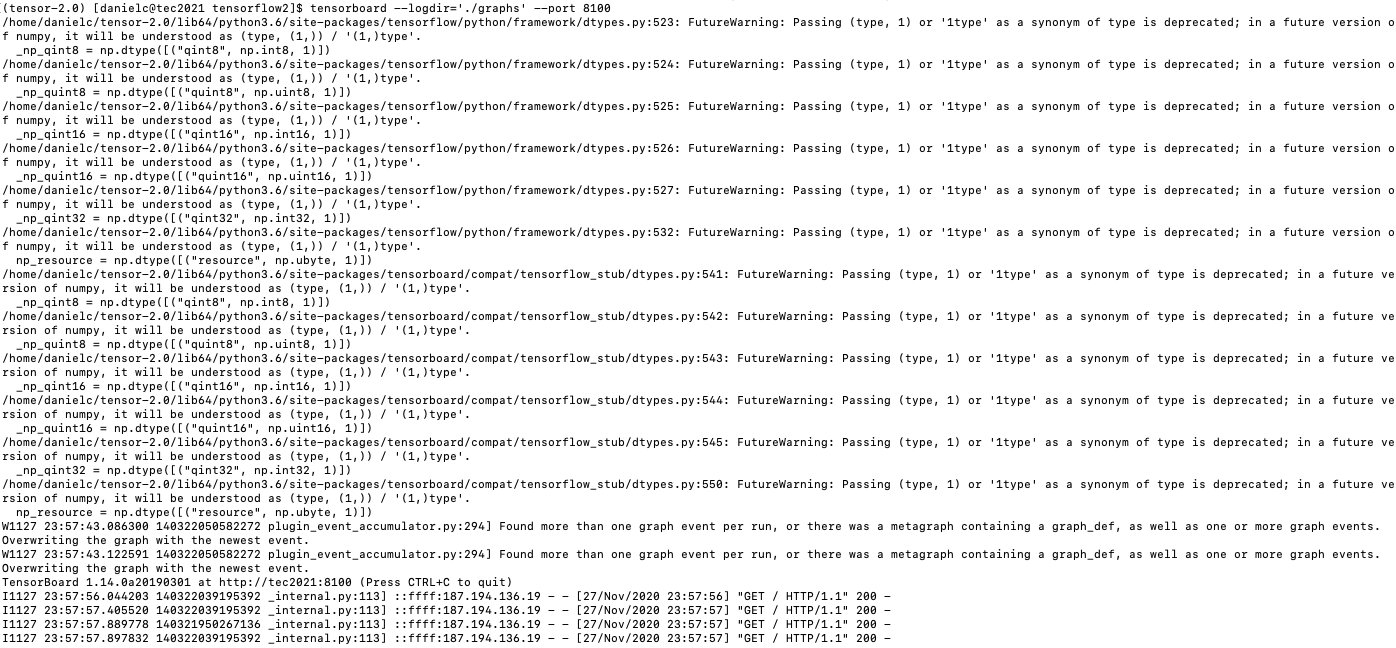 (tensor-2.0) [danielc@tec2021 tensorflow2]$ tensorboard --logdir='./graphs' --port 8100
/home/danielc/tensor-2.0/lib64/python3.6/site-packages/tensorflow/python/framework/dtypes.py:523: FutureWarning: Passing (type, 1) or '1type' as a synonym of type is deprecated; in a future version o
f numpy, it will be understood as (type, (1,)) / '(1,)type'.
  _np_qint8 = np.dtype([("qint8", np.int8, 1)])
/home/danielc/tensor-2.0/lib64/python3.6/site-packages/tensorflow/python/framework/dtypes.py:524: FutureWarning: Passing (type, 1) or '1type' as a synonym of type is deprecated; in a future version o
f numpy, it will be understood as (type, (1,)) / '(1,)type'.
  _np_quint8 = np.dtype([("quint8", np.uint8, 1)])
/home/danielc/tensor-2.0/lib64/python3.6/site-packages/tensorflow/python/framework/dtypes.py:525: FutureWarning: Passing (type, 1) or '1type' as a synonym of type is deprecated; in a future version o
f numpy, it will be understood as (type, (1,)) / '(1,)type'.
  _np_qint16 = np.dtype([("qint16", np.int16, 1)])
/home/danielc/tensor-2.0/lib64/python3.6/site-packages/tensorflow/python/framework/dtypes.py:526: FutureWarning: Passing (type, 1) or '1type' as a synonym of type is deprecated; in a future version o
f numpy, it will be understood as (type, (1,)) / '(1,)type'.
  _np_quint16 = np.dtype([("quint16", np.uint16, 1)])
/home/danielc/tensor-2.0/lib64/python3.6/site-packages/tensorflow/python/framework/dtypes.py:527: FutureWarning: Passing (type, 1) or '1type' as a synonym of type is deprecated; in a future version o
f numpy, it will be understood as (type, (1,)) / '(1,)type'.
  _np_qint32 = np.dtype([("qint32", np.int32, 1)])
/home/danielc/tensor-2.0/lib64/python3.6/site-packages/tensorflow/python/framework/dtypes.py:532: FutureWarning: Passing (type, 1) or '1type' as a synonym of type is deprecated; in a future version o
f numpy, it will be understood as (type, (1,)) / '(1,)type'.
  np_resource = np.dtype([("resource", np.ubyte, 1)])
/home/danielc/tensor-2.0/lib64/python3.6/site-packages/tensorboard/compat/tensorflow_stub/dtypes.py:541: FutureWarning: Passing (type, 1) or '1type' as a synonym of type is deprecated; in a future ve
rsion of numpy, it will be understood as (type, (1,)) / '(1,)type'.
  _np_qint8 = np.dtype([("qint8", np.int8, 1)])
/home/danielc/tensor-2.0/lib64/python3.6/site-packages/tensorboard/compat/tensorflow_stub/dtypes.py:542: FutureWarning: Passing (type, 1) or '1type' as a synonym of type is deprecated; in a future ve
rsion of numpy, it will be understood as (type, (1,)) / '(1,)type'.
  _np_quint8 = np.dtype([("quint8", np.uint8, 1)])
/home/danielc/tensor-2.0/lib64/python3.6/site-packages/tensorboard/compat/tensorflow_stub/dtypes.py:543: FutureWarning: Passing (type, 1) or '1type' as a synonym of type is deprecated; in a future ve
rsion of numpy, it will be understood as (type, (1,)) / '(1,)type'.
  _np_qint16 = np.dtype([("qint16", np.int16, 1)])
/home/danielc/tensor-2.0/lib64/python3.6/site-packages/tensorboard/compat/tensorflow_stub/dtypes.py:544: FutureWarning: Passing (type, 1) or '1type' as a synonym of type is deprecated; in a future ve
rsion of numpy, it will be understood as (type, (1,)) / '(1,)type'.
  _np_quint16 = np.dtype([("quint16", np.uint16, 1)])
/home/danielc/tensor-2.0/lib64/python3.6/site-packages/tensorboard/compat/tensorflow_stub/dtypes.py:545: FutureWarning: Passing (type, 1) or '1type' as a synonym of type is deprecated; in a future ve
rsion of numpy, it will be understood as (type, (1,)) / '(1,)type'.
  _np_qint32 = np.dtype([("qint32", np.int32, 1)])
/home/danielc/tensor-2.0/lib64/python3.6/site-packages/tensorboard/compat/tensorflow_stub/dtypes.py:550: FutureWarning: Passing (type, 1) or '1type' as a synonym of type is deprecated; in a future ve
rsion of numpy, it will be understood as (type, (1,)) / '(1,)type'.
  np_resource = np.dtype([("resource", np.ubyte, 1)])
W1127 23:57:43.086300 140322050582272 plugin_event_accumulator.py:294] Found more than one graph event per run, or there was a metagraph containing a graph_def, as well as one or more graph events.
Overwriting the graph with the newest event.
W1127 23:57:43.122591 140322050582272 plugin_event_accumulator.py:294] Found more than one graph event per run, or there was a metagraph containing a graph_def, as well as one or more graph events.
Overwriting the graph with the newest event.
TensorBoard 1.14.0a20190301 at http://tec2021:8100 (Press CTRL+C to quit)
I1127 23:57:56.044203 140322039195392 _internal.py:113] ::ffff:187.194.136.19 - - [27/Nov/2020 23:57:56] "GET / HTTP/1.1" 200 -
I1127 23:57:57.405520 140322039195392 _internal.py:113] ::ffff:187.194.136.19 - - [27/Nov/2020 23:57:57] "GET / HTTP/1.1" 200 -
I1127 23:57:57.889778 140321950267136 _internal.py:113] ::ffff:187.194.136.19 - - [27/Nov/2020 23:57:57] "GET / HTTP/1.1" 200 -
I1127 23:57:57.897832 140322039195392 _internal.py:113] ::ffff:187.194.136.19 - - [27/Nov/2020 23:57:57] "GET / HTTP/1.1" 200 -